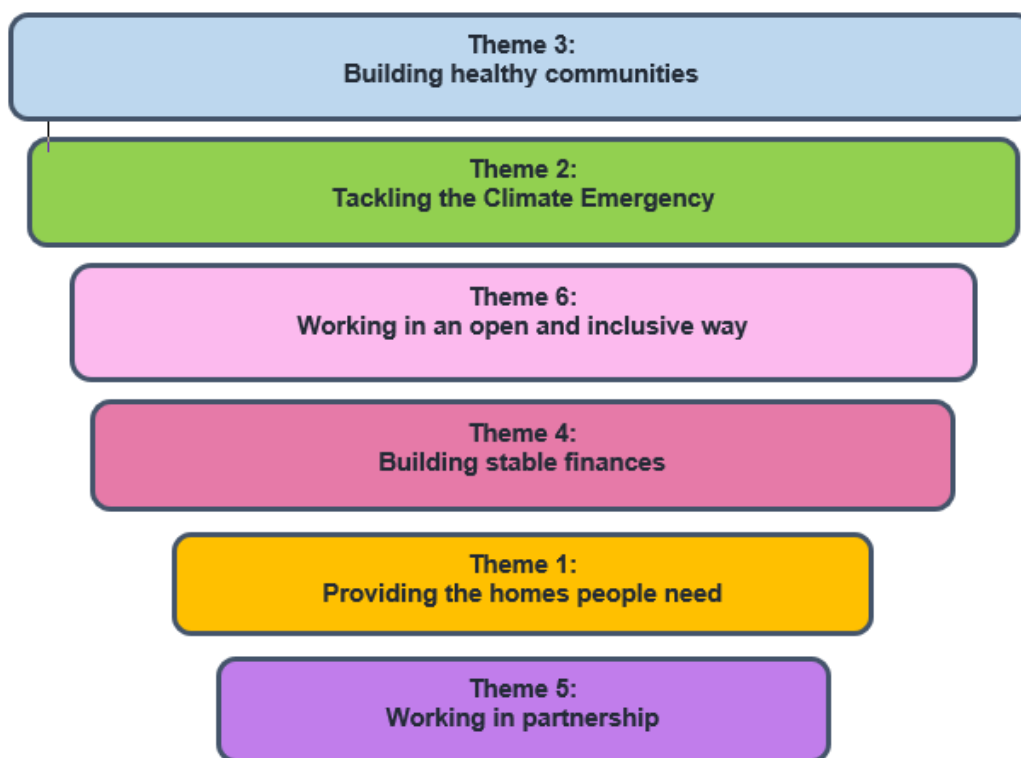 Theme 3:
Building healthy communities
Theme 2:
Tackling the Climate Emergency
Theme 6:
Working in an open and inclusive way
Theme 4:
Building stable finances
Theme 1:
Providing the homes people need
Theme 5:
Working in partnership